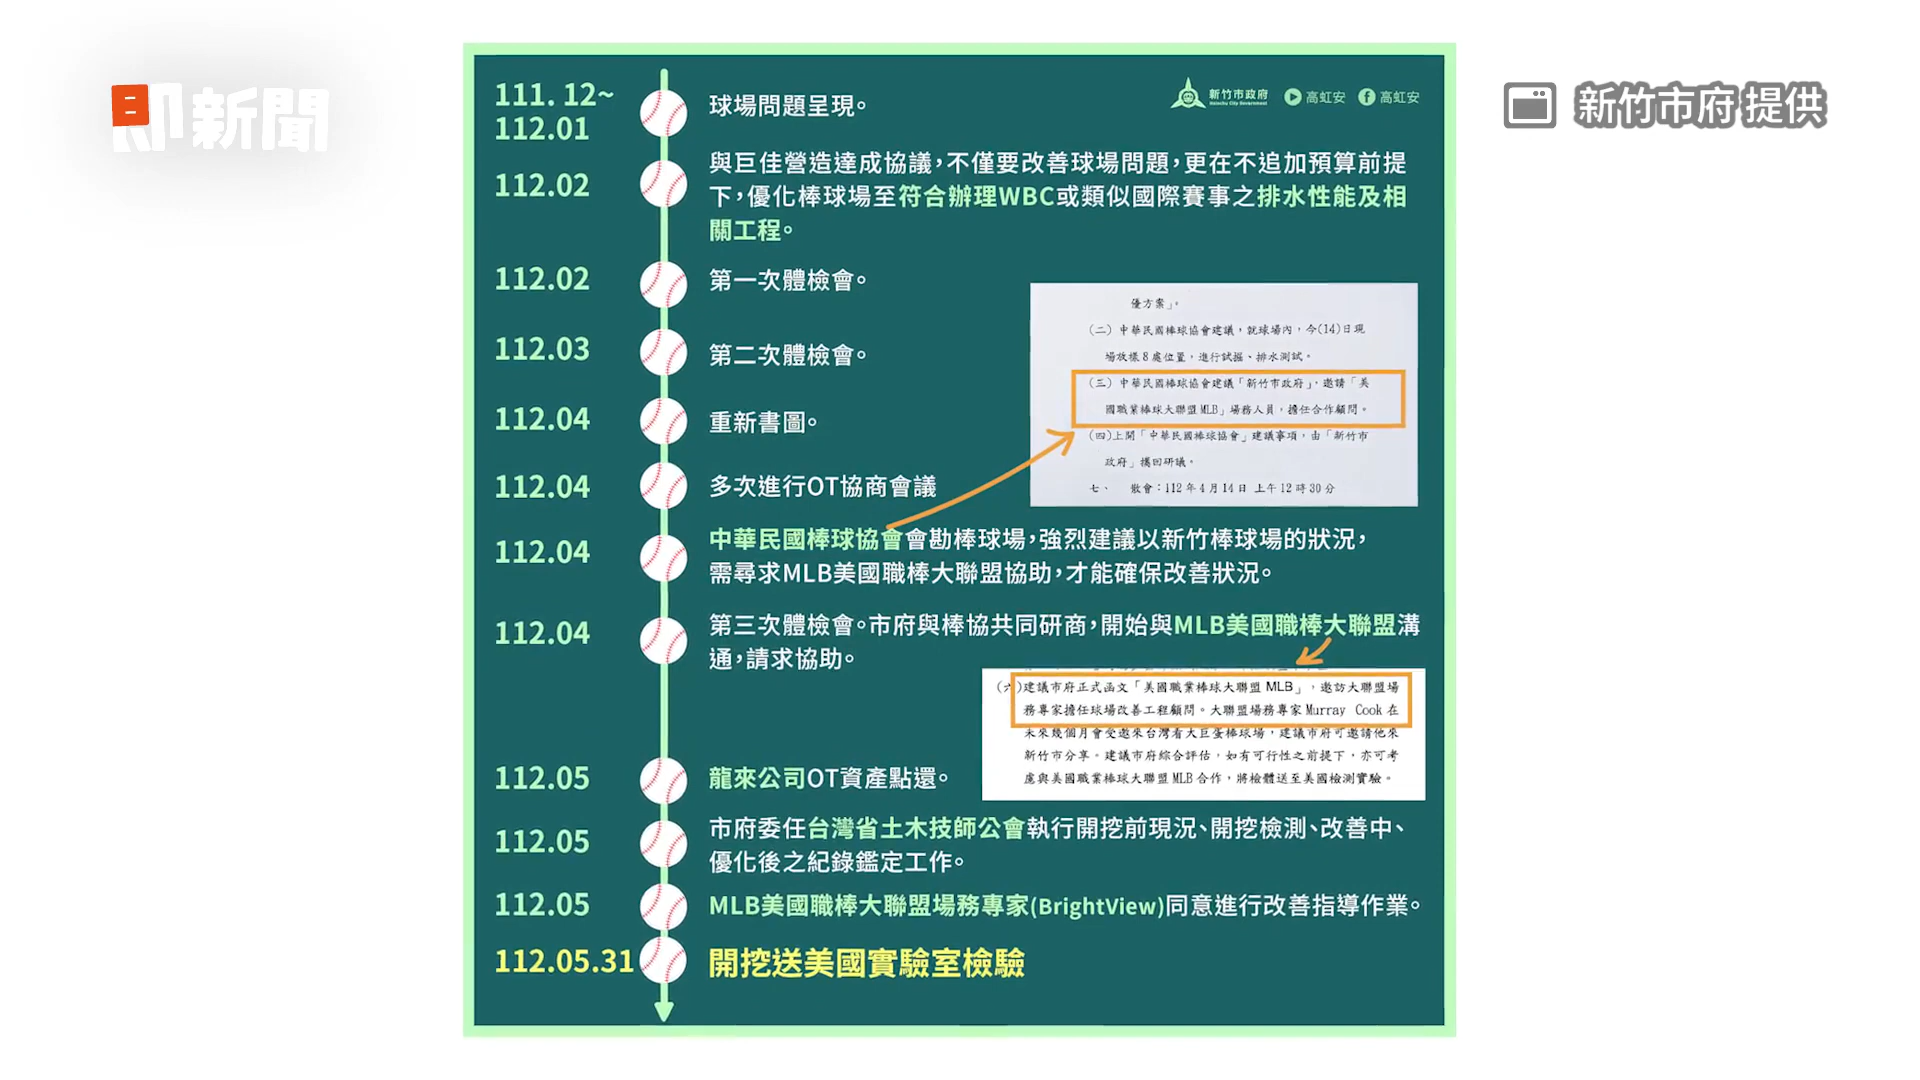 即新聞
新竹市政府 提供
新竹市政府
Hsinchu City Government
高虹安
高虹安
111. 12~
112.01
球場問題呈現。
112.02
與巨佳營造達成協議,不僅要改善球場問題,更在不追加預算前提
下,優化棒球場至符合辦理WBC或類似國際賽事之排水性能及相
關工程。
112.02
第一次體檢會。
112.03
第二次體檢會。
112.04
重新書圖。
112.04
多次進行OT協商會議
優方案」。
(二) 中華民國棒球協會建議,就球場內,今(14)日現
場放樣8處位置,進行試掘、排水測試。
(三) 中華民國棒球協會建議「新竹市政府」,邀請「美
國職業棒球大聯盟MLB」場務人員,擔任合作顧問。
(四)上開「中華民國棒球協會」建議事項,由「新竹市
政府」攜回研議。
七、 散會:112年4月14日 上午12時30分
112.04
中華民國棒球協會會勘棒球場,強烈建議以新竹棒球場的狀況,
需尋求MLB美國職棒大聯盟協助,才能確保改善狀況。
112.04
第三次體檢會。市府與棒協共同研商,開始與MLB美國職棒大聯盟溝
通,請求協助。
(六)建議市府正式函文「美國職業棒球大聯盟MLB」,邀訪大聯盟場
務專家擔任球場改善工程顧問。大聯盟場務專家Murray Cook在
未來幾個月會受邀來台灣看大巨蛋棒球場,建議市府可邀請他來
新竹市分享。建議市府綜合評估,如有可行性之前提下,亦可考
慮與美國職業棒球大聯盟MLB合作,將檢體送至美國檢測實驗。
112.05
龍來公司OT資產點還。
112.05
市府委任台灣省土木技師公會執行開挖前現況、開挖檢測、改善中、
優化後之紀錄鑑定工作。
112.05
MLB美國職棒大聯盟場務專家(BrightView)同意進行改善指導作業。
112.05.31
開挖送美國實驗室檢驗